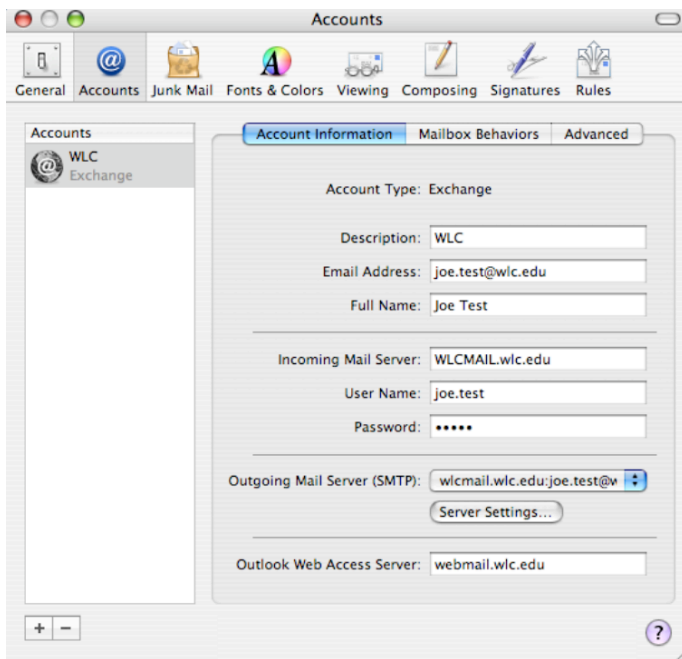 Accounts
General Accounts Junk Mail Fonts & Colors Viewing Composing Signatures Rules
Accounts
WLC
Exchange
Account Information Mailbox Behaviors Advanced
Account Type: Exchange
Description: WLC
Email Address: joe.test@wlc.edu
Full Name: Joe Test
Incoming Mail Server: WLCMAIL.wlc.edu
User Name: joe.test
Password: •••••
Outgoing Mail Server (SMTP): wlcmail.wlc.edu:joe.test@w
Server Settings...
Outlook Web Access Server: webmail.wlc.edu
+ − ?